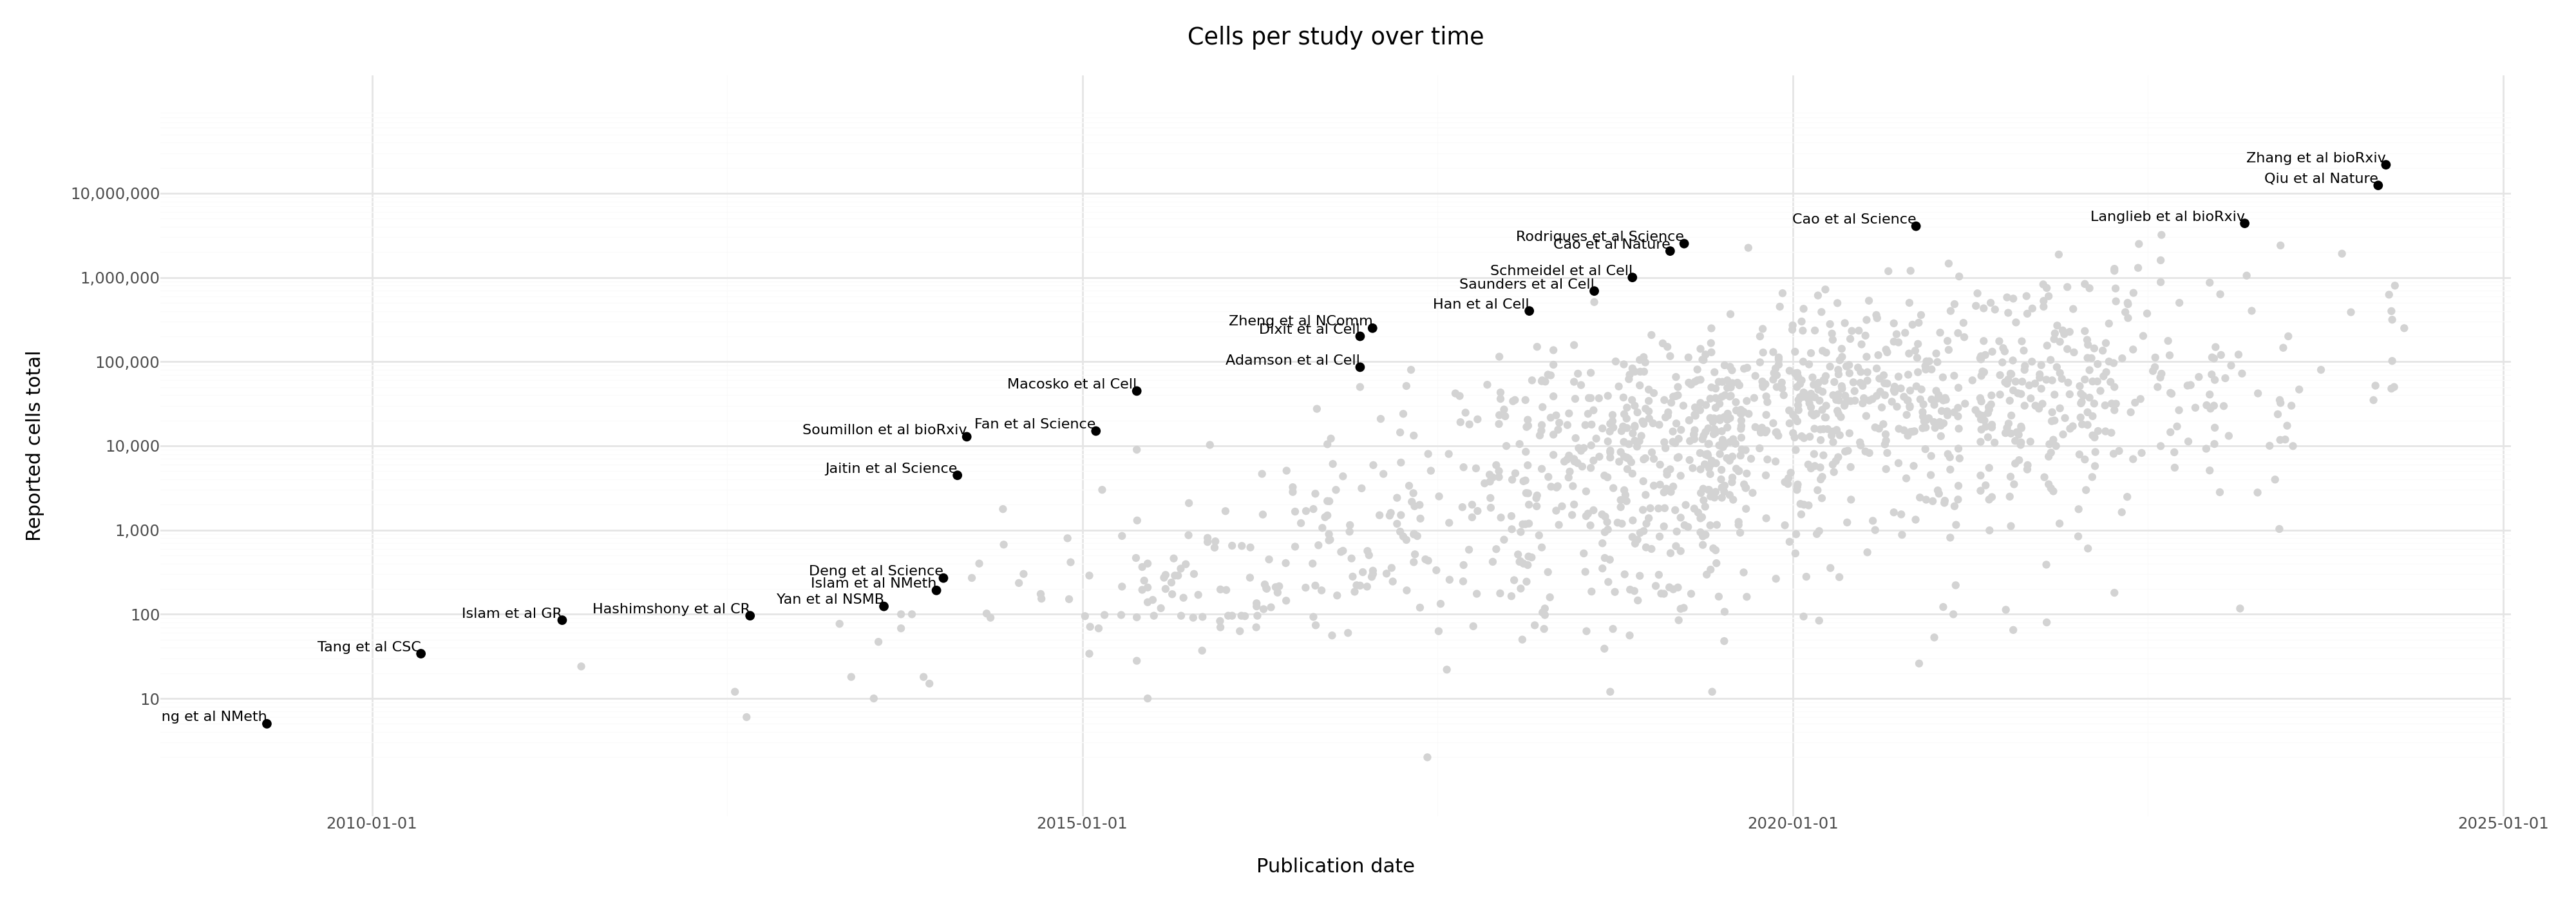 Cells per study over time
Reported cells total
10,000,000
1,000,000
100,000
10,000
1,000
100
10
Zhang et al bioRxiv
Qiu et al Nature
Langlieb et al bioRxiv
Cao et al Science
Rodriques et al Science
Cao et al Nature
Schmeidel et al Cell
Saunders et al Cell
Han et al Cell
Zheng et al NComm
Dixit et al Cell
Adamson et al Cell
Macosko et al Cell
Fan et al Science
Soumillon et al bioRxiv
Jaitin et al Science
Deng et al Science
Islam et al NMeth
Yan et al NSMB
Hashimshony et al CR
Islam et al GR
Tang et al CSC
ng et al NMeth
2010-01-01
2015-01-01
2020-01-01
2025-01-01
Publication date